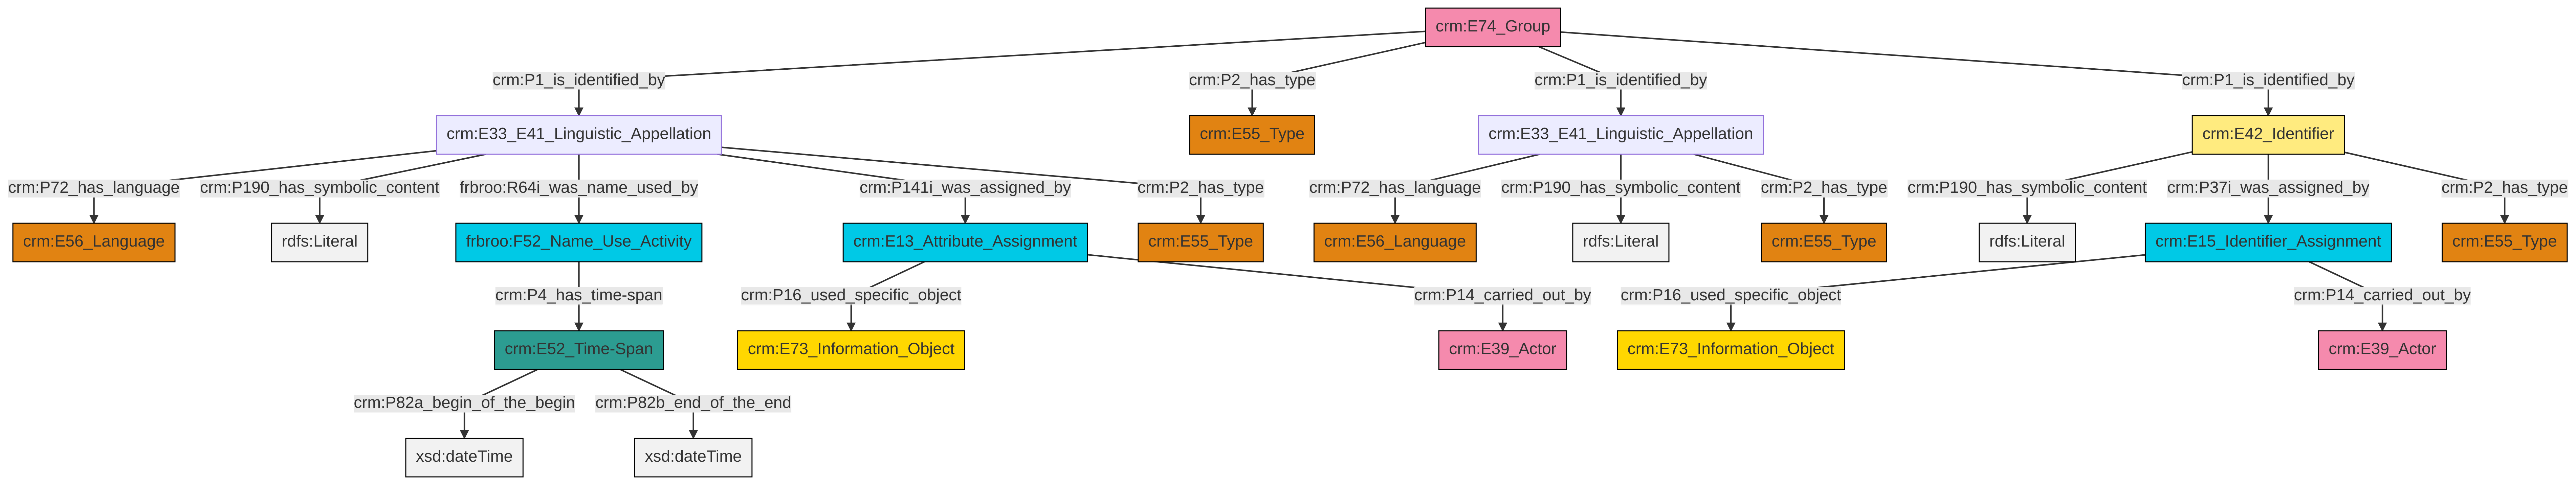 crm:E74_Group
crm:P1_is_identified_by
crm:P2_has_type
crm:P1_is_identified_by
crm:P1_is_identified_by
crm:E33_E41_Linguistic_Appellation
crm:E55_Type
crm:E33_E41_Linguistic_Appellation
crm:E42_Identifier
crm:P72_has_language
crm:P190_has_symbolic_content
frbroo:R64i_was_name_used_by
crm:P141i_was_assigned_by
crm:P2_has_type
crm:P72_has_language
crm:P190_has_symbolic_content
crm:P2_has_type
crm:P190_has_symbolic_content
crm:P37i_was_assigned_by
crm:P2_has_type
crm:E56_Language
rdfs:Literal
frbroo:F52_Name_Use_Activity
crm:E13_Attribute_Assignment
crm:E55_Type
crm:E56_Language
rdfs:Literal
crm:E55_Type
rdfs:Literal
crm:E15_Identifier_Assignment
crm:E55_Type
crm:P4_has_time-span
crm:P16_used_specific_object
crm:P14_carried_out_by
crm:P16_used_specific_object
crm:P14_carried_out_by
crm:E52_Time-Span
crm:E73_Information_Object
crm:E39_Actor
crm:E73_Information_Object
crm:E39_Actor
crm:P82a_begin_of_the_begin
crm:P82b_end_of_the_end
xsd:dateTime
xsd:dateTime